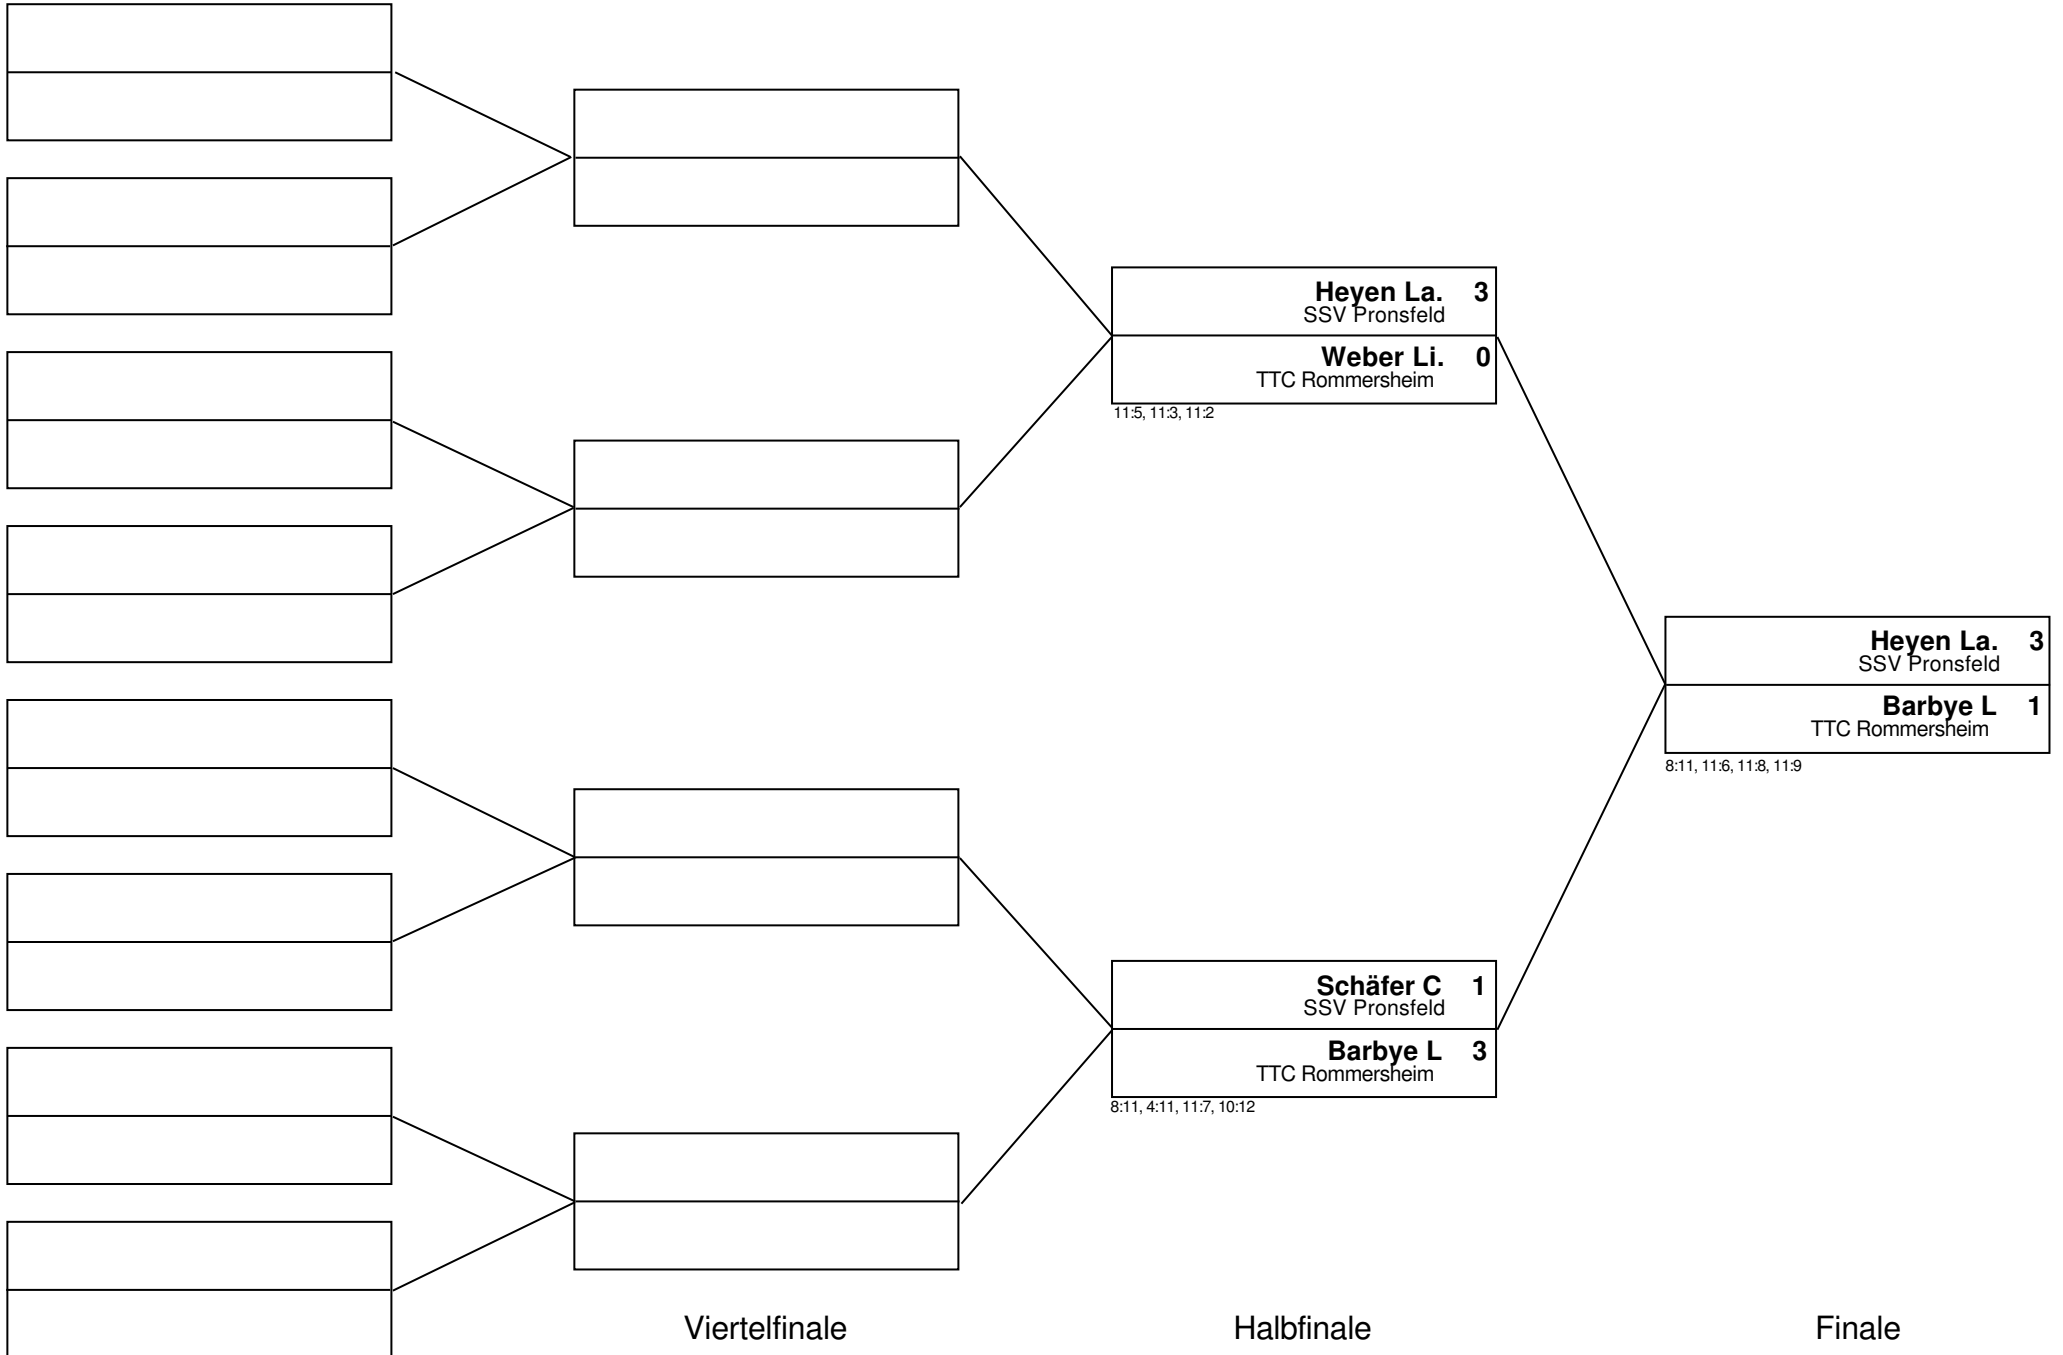 Heyen La. 3
SSV Pronsfeld
Weber Li. 0
TTC Rommersheim
11:5, 11:3, 11:2
Heyen La. 3
SSV Pronsfeld
Barbye L 1
TTC Rommersheim
8:11, 11:6, 11:8, 11:9
Schäfer C 1
SSV Pronsfeld
Barbye L 3
TTC Rommersheim
8:11, 4:11, 11:7, 10:12
Viertelfinale Halbfinale Finale